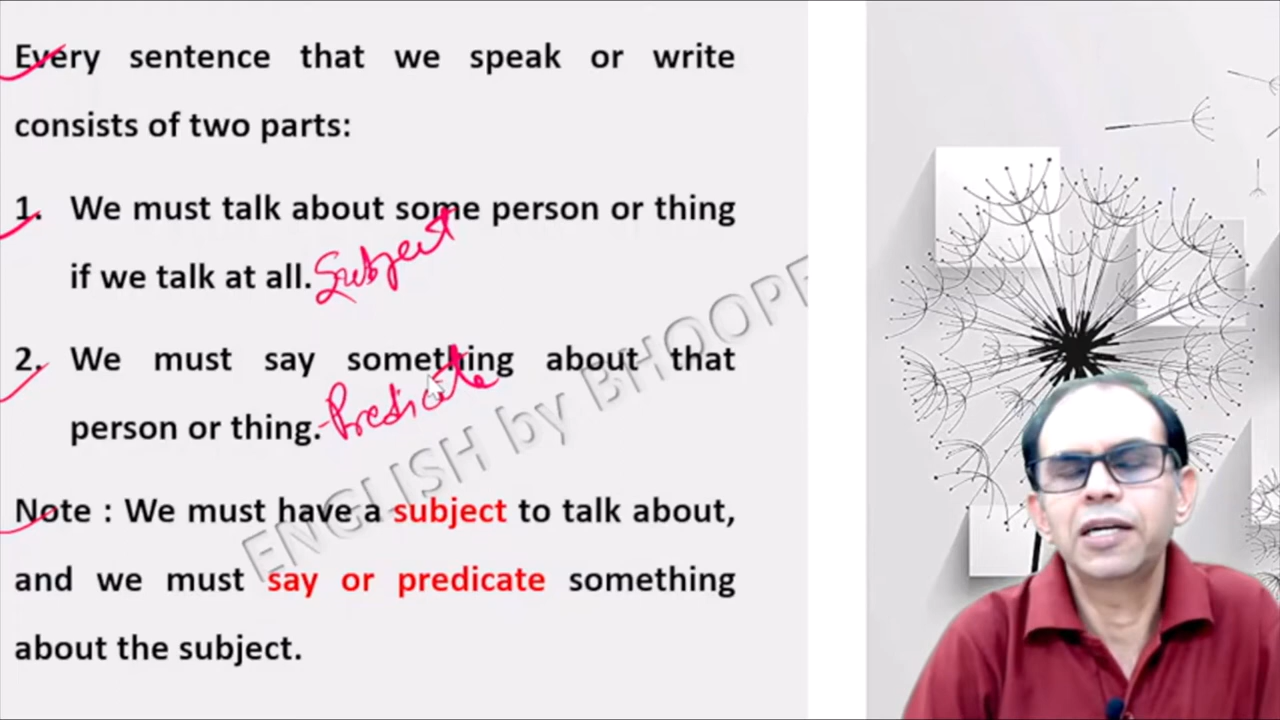 Every sentence that we speak or write
consists of two parts:
1. We must talk about some person or thing
if we talk at all. Subject
2. We must say something about that
person or thing. Predicate
Note : We must have a subject to talk about,
and we must say or predicate something
about the subject.
ENGLISH by BHOOPE